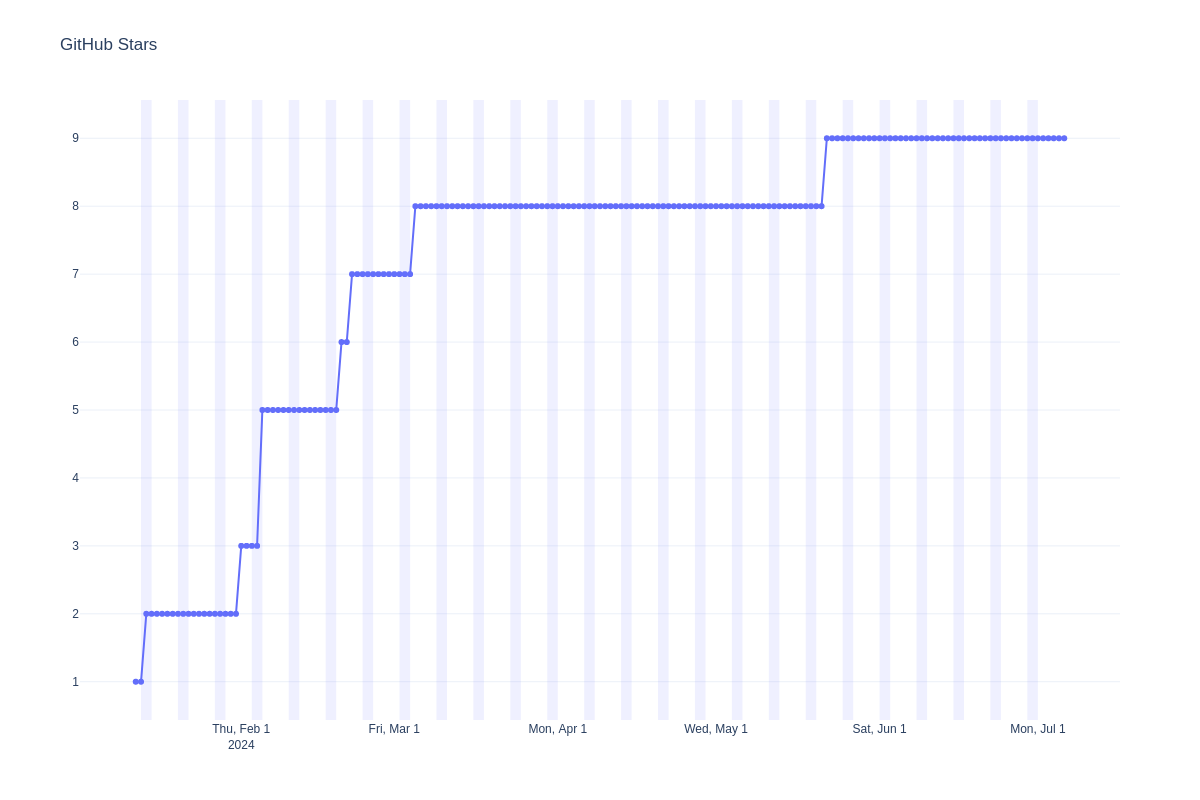 GitHub Stars
9
8
7
6
5
4
3
2
1
Thu, Feb 1
2024
Fri, Mar 1
Mon, Apr 1
Wed, May 1
Sat, Jun 1
Mon, Jul 1